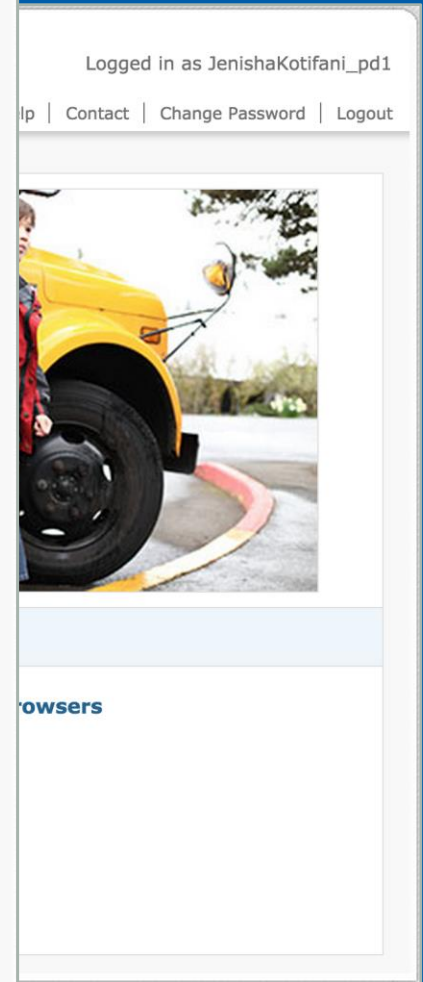 Logged in as JenishaKotifani_pd1
lp | Contact | Change Password | Logout
rowsers